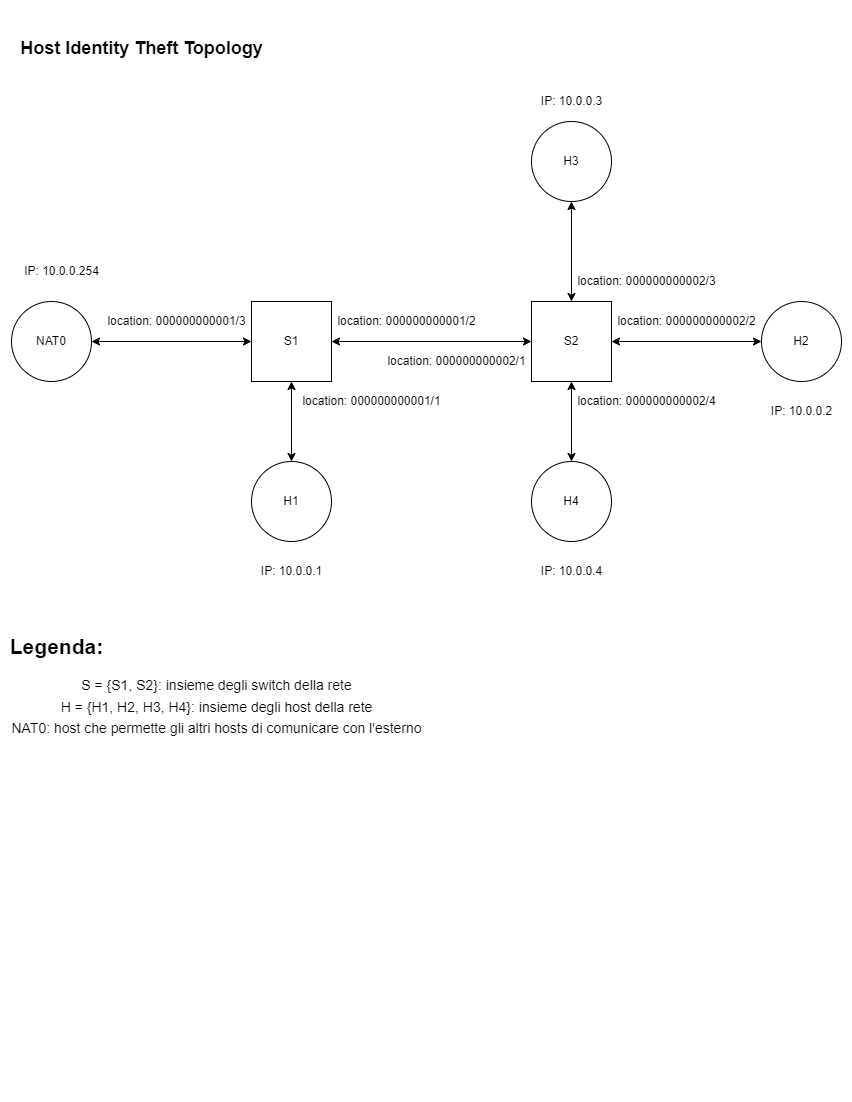 Host Identity Theft Topology
IP: 10.0.0.3
H3
IP: 10.0.0.254
location: 000000000002/3
location: 000000000001/3
location: 000000000001/2
location: 000000000002/2
NAT0
S1
S2
H2
location: 000000000002/1
location: 000000000001/1
location: 000000000002/4
IP: 10.0.0.2
H1
H4
IP: 10.0.0.1
IP: 10.0.0.4
Legenda:
S = {S1, S2}: insieme degli switch della rete
H = {H1, H2, H3, H4}: insieme degli host della rete
NAT0: host che permette gli altri hosts di comunicare con l'esterno